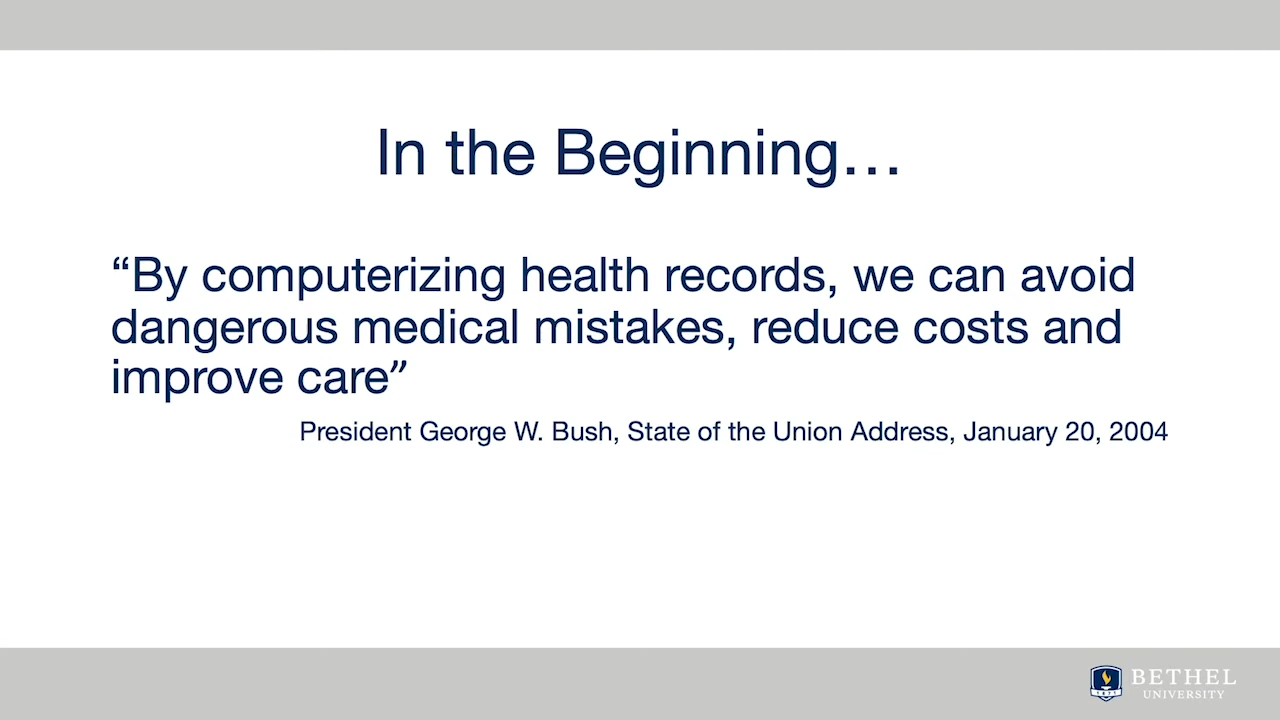 In the Beginning…
“By computerizing health records, we can avoid
dangerous medical mistakes, reduce costs and
improve care”
President George W. Bush, State of the Union Address, January 20, 2004
BETHEL
UNIVERSITY